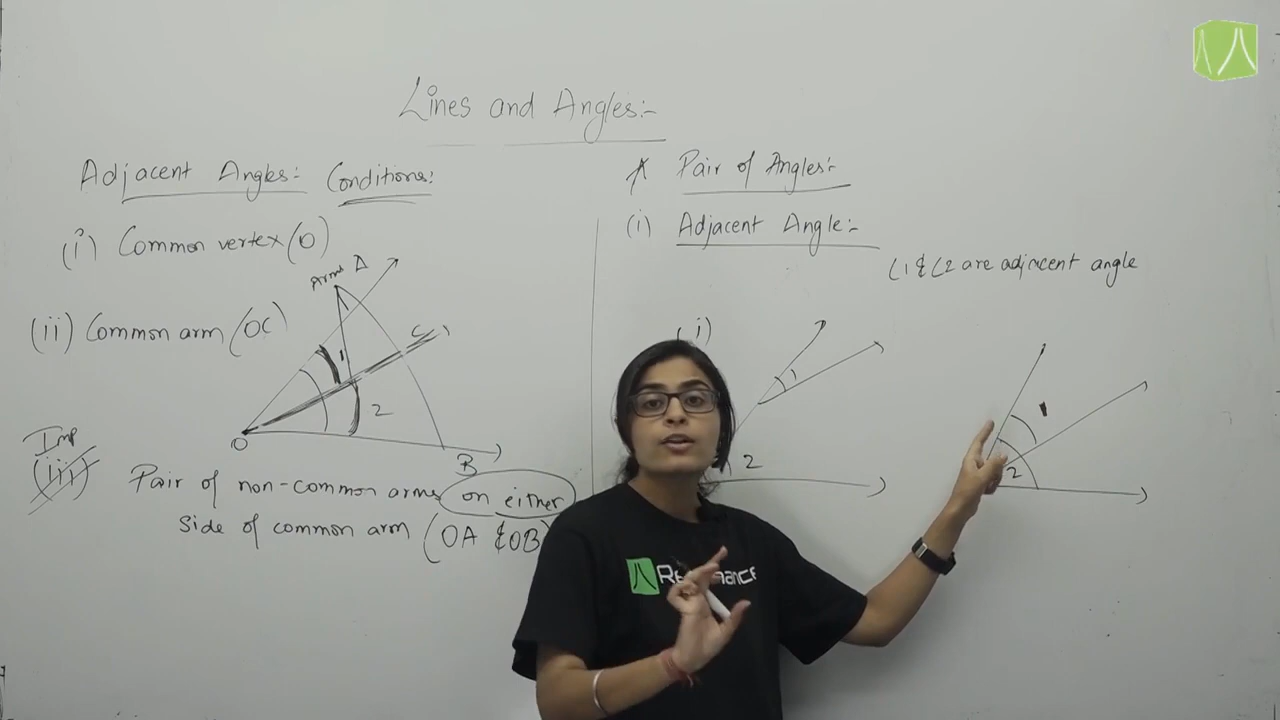 Lines and Angles:-
Adjacent Angles:- Conditions:
(i) Common vertex (O)
(ii) Common arm (OC)
Arms A
C
1
2
O
B
Imp
(iii) Pair of non-common arms on either
side of common arm (OA & OB
Pair of Angles:-
(i) Adjacent Angle:-
∠1 & ∠2 are adjacent angle
(i)
1
2
1
2